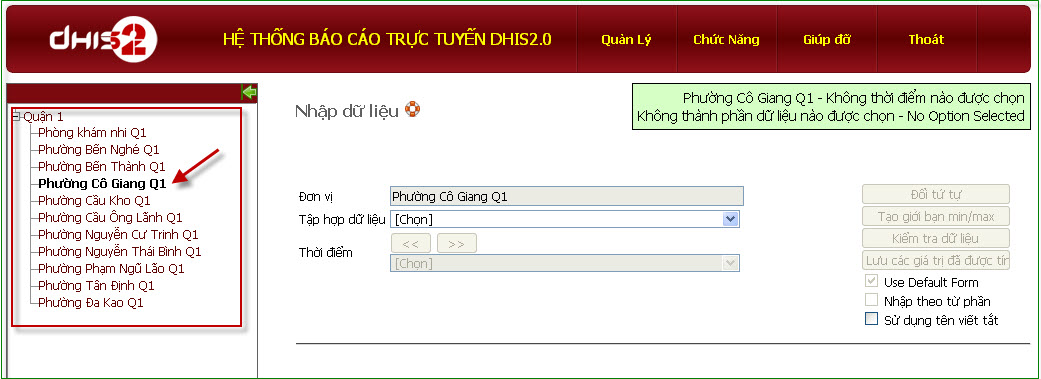 dhis2
HỆ THỐNG BÁO CÁO TRỰC TUYẾN DHIS2.0
Quản Lý
Chức Năng
Giúp đỡ
Thoát
Quận 1
Phòng khám nhi Q1
Phường Bến Nghé Q1
Phường Bến Thành Q1
Phường Cô Giang Q1
Phường Cầu Kho Q1
Phường Cầu Ông Lãnh Q1
Phường Nguyễn Cư Trinh Q1
Phường Nguyễn Thái Bình Q1
Phường Phạm Ngũ Lão Q1
Phường Tân Định Q1
Phường Đa Kao Q1
Nhập dữ liệu
Phường Cô Giang Q1 - Không thời điểm nào được chọn
Không thành phần dữ liệu nào được chọn - No Option Selected
Đơn vị
Phường Cô Giang Q1
Tập hợp dữ liệu
[Chọn]
Thời điểm
<<
>>
[Chọn]
Đổi tứ tự
Tạo giới bạn min/max
Kiểm tra dữ liệu
Lưu các giá trị đã được tín
Use Default Form
Nhập theo từ phần
Sử dụng tên viết tắt